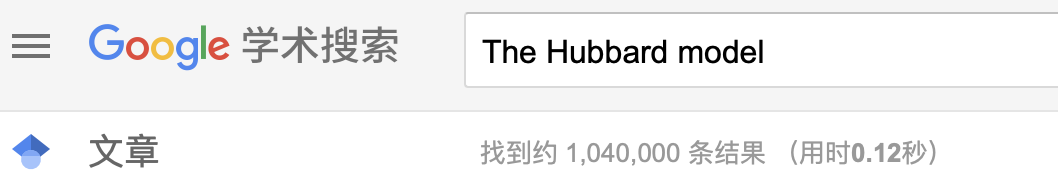 Google 学术搜索
The Hubbard model
文章
找到约 1,040,000 条结果 （用时0.12秒）